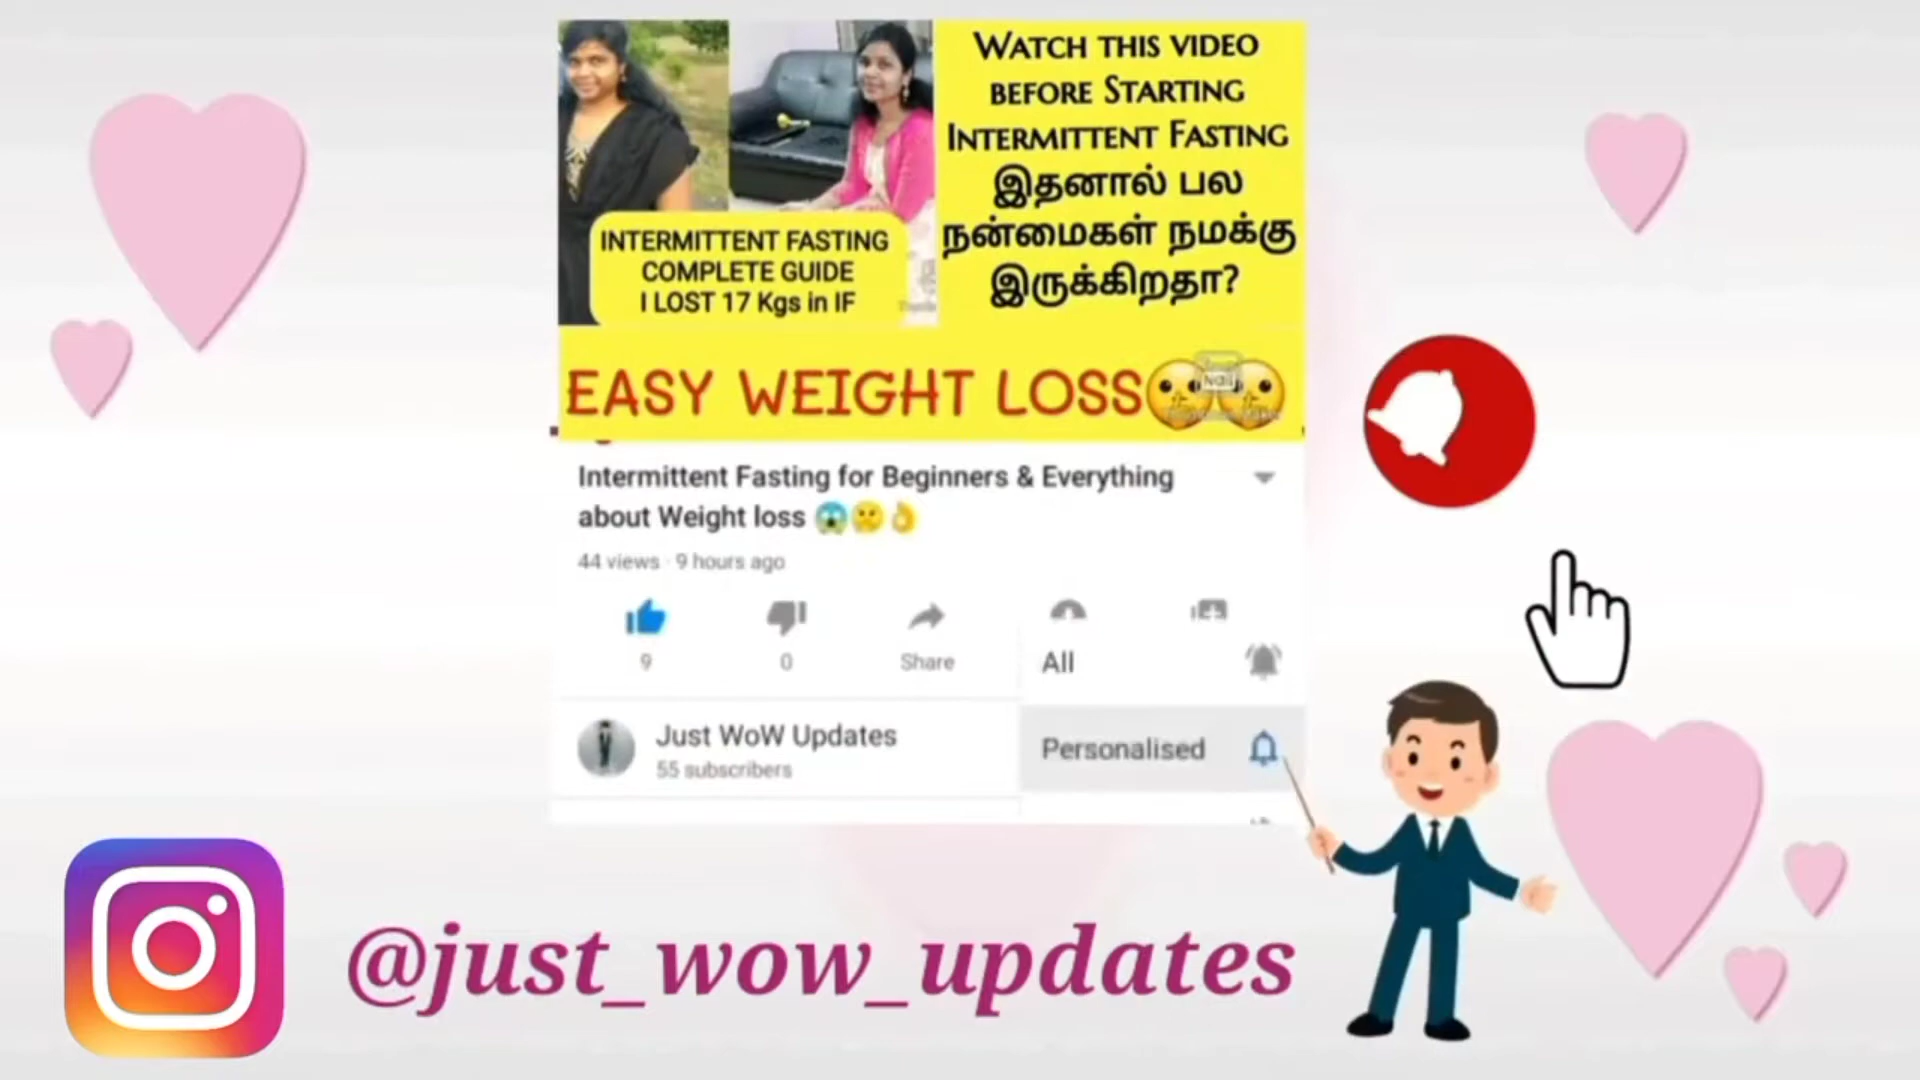 WATCH THIS VIDEO
BEFORE STARTING
INTERMITTENT FASTING
இதனால் பல
நன்மைகள் நமக்கு
இருக்கிறதா?
INTERMITTENT FASTING
COMPLETE GUIDE
I LOST 17 Kgs in IF
EASY WEIGHT LOSS
Intermittent Fasting for Beginners & Everything
about Weight loss 😱🤫👌
44 views · 9 hours ago
9
0
Share
All
Just WoW Updates
55 subscribers
Personalised
@just_wow_updates